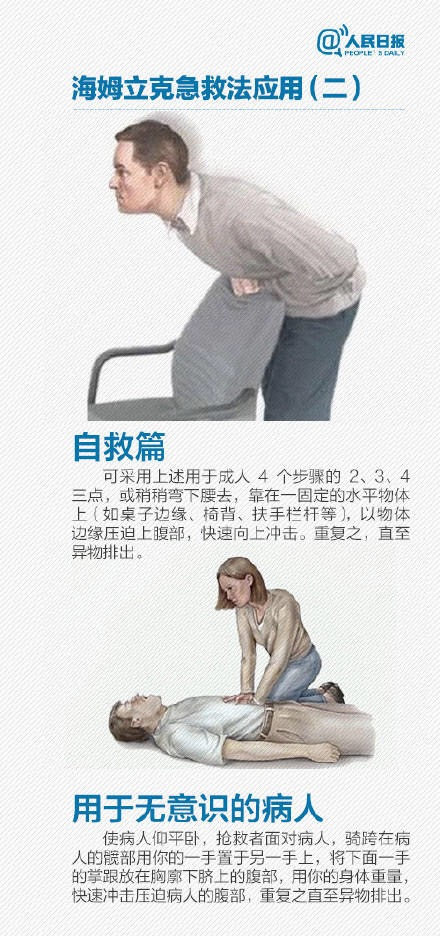 @人民日报
PEOPLE'S DAILY
海姆立克急救法应用(二)
自救篇
可采用上述用于成人 4 个步骤的 2、3、4
三点，或稍稍弯下腰去，靠在一固定的水平物体
上（如桌子边缘、椅背、扶手栏杆等），以物体
边缘压迫上腹部，快速向上冲击。重复之，直至
异物排出。
用于无意识的病人
使病人仰平卧，抢救者面对病人，骑跨在病
人的髋部用你的一手置于另一手上，将下面一手
的掌跟放在胸廓下脐上的腹部，用你的身体重量，
快速冲击压迫病人的腹部，重复之直至异物排出。